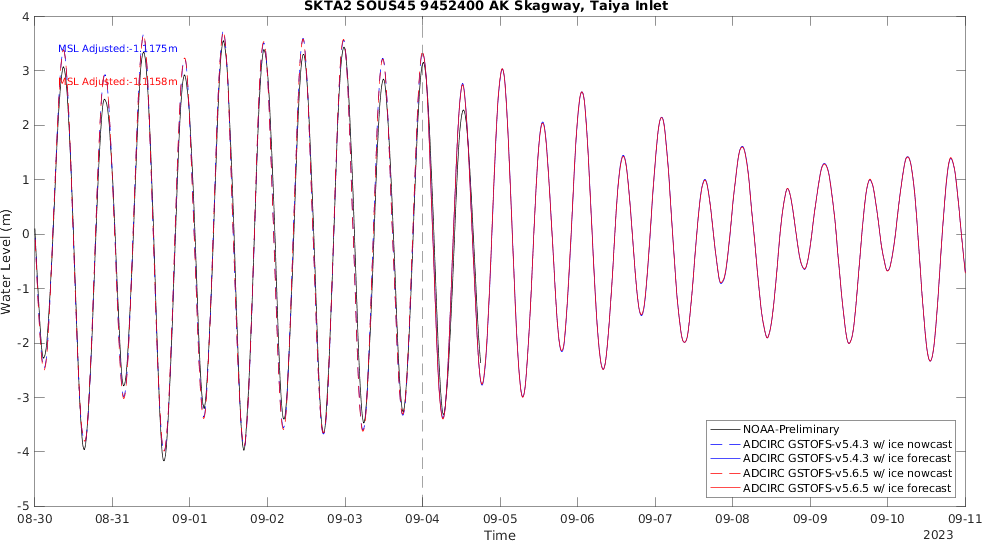 SKTA2 SOUS45 9452400 AK Skagway, Taiya Inlet
4
3
2
1
0
-1
-2
-3
-4
-5
Water Level (m)
MSL Adjusted:-1.1175m
MSL Adjusted:-1.1158m
NOAA-Preliminary
ADCIRC GSTOFS-v5.4.3 w/ ice nowcast
ADCIRC GSTOFS-v5.4.3 w/ ice forecast
ADCIRC GSTOFS-v5.6.5 w/ ice nowcast
ADCIRC GSTOFS-v5.6.5 w/ ice forecast
08-30 08-31 09-01 09-02 09-03 09-04 09-05 09-06 09-07 09-08 09-09 09-10 09-11
Time
2023